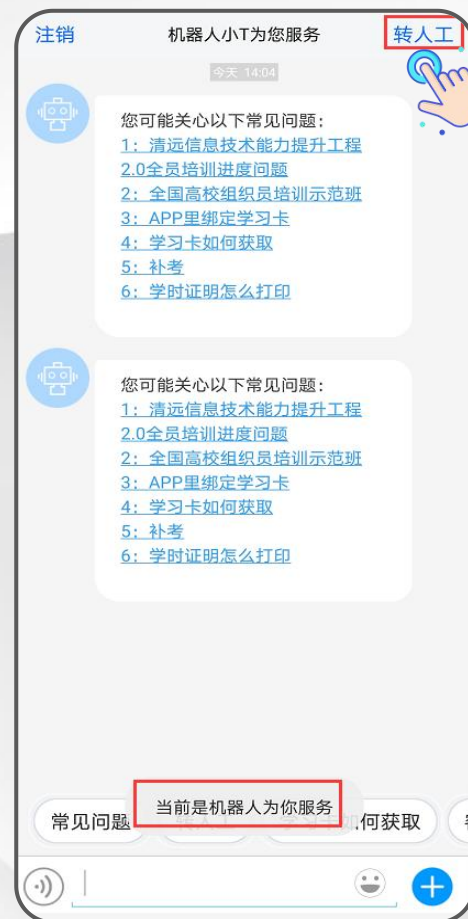 注销
机器人小T为您服务
转人工
今天 14:04
您可能关心以下常见问题：
1：清远信息技术能力提升工程
2.0全员培训进度问题
2：全国高校组织员培训示范班
3：APP里绑定学习卡
4：学习卡如何获取
5：补考
6：学时证明怎么打印
您可能关心以下常见问题：
1：清远信息技术能力提升工程
2.0全员培训进度问题
2：全国高校组织员培训示范班
3：APP里绑定学习卡
4：学习卡如何获取
5：补考
6：学时证明怎么打印
当前是机器人为你服务
常见问题
如何获取